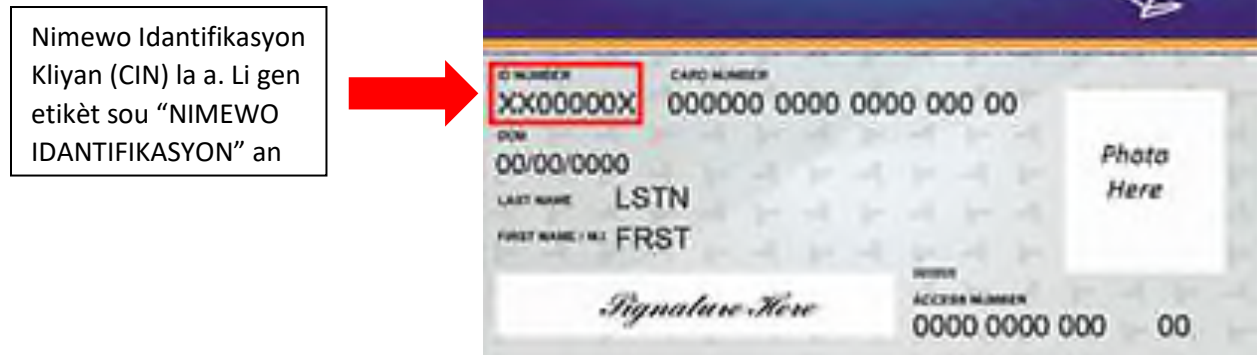 Nimewo Idantifikasyon
Kliyan (CIN) la a. Li gen
etikèt sou “NIMEWO
IDANTIFIKASYON” an
ID NUMBER CARD NUMBER
XX00000X 000000 0000 0000 000 00
00/00/0000
LAST NAME LSTN
FIRST NAME / M.I. FRST
Photo
Here
Signature Here
ACCESS NUMBER
0000 0000 000 00